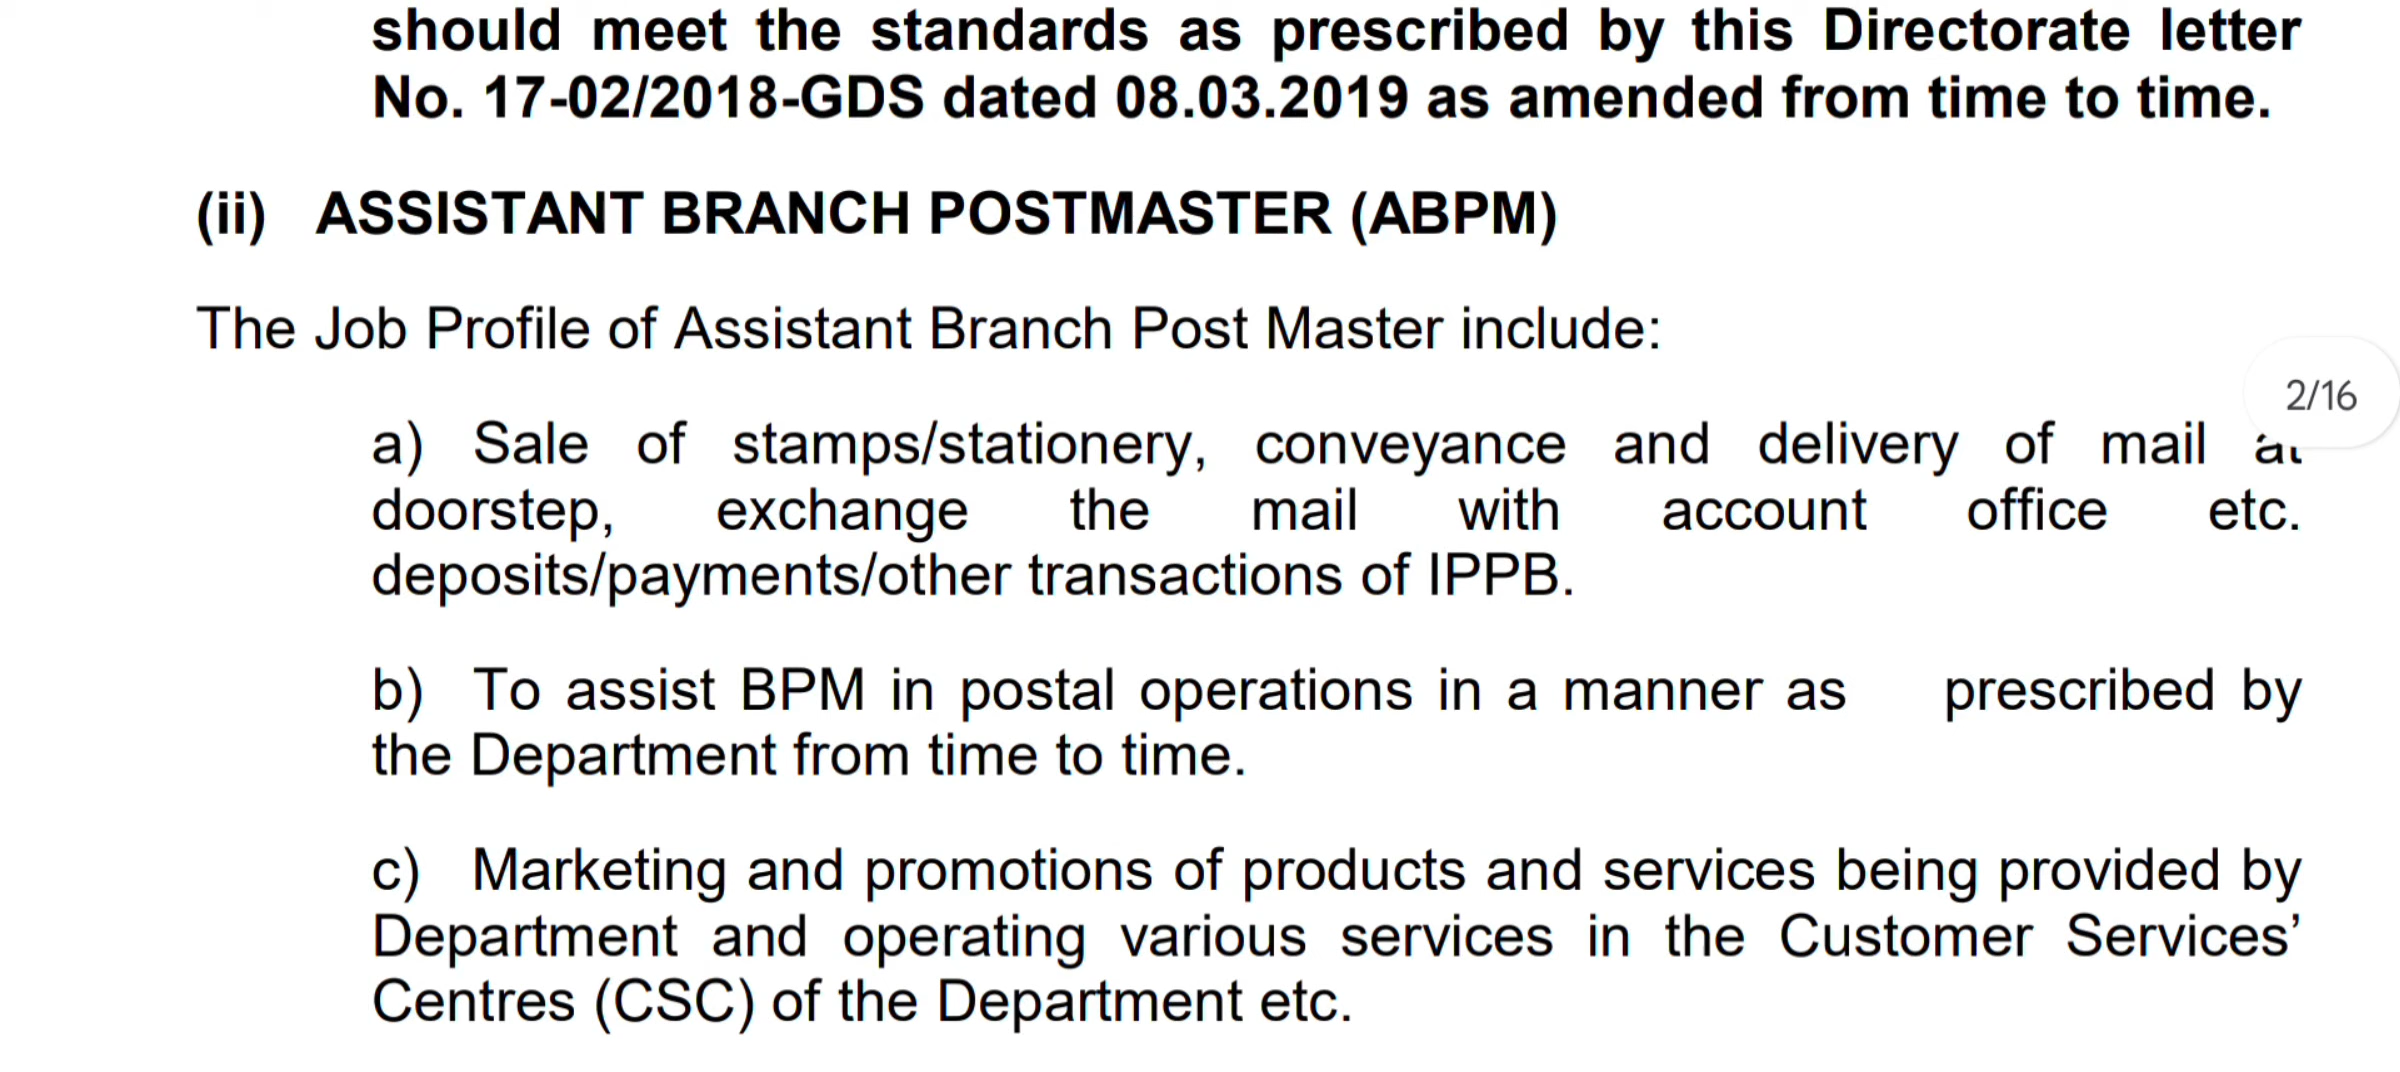 should meet the standards as prescribed by this Directorate letter
No. 17-02/2018-GDS dated 08.03.2019 as amended from time to time.
(ii) ASSISTANT BRANCH POSTMASTER (ABPM)
The Job Profile of Assistant Branch Post Master include:
2/16
a) Sale of stamps/stationery, conveyance and delivery of mail at
doorstep, exchange the mail with account office etc.
deposits/payments/other transactions of IPPB.
b) To assist BPM in postal operations in a manner as prescribed by
the Department from time to time.
c) Marketing and promotions of products and services being provided by
Department and operating various services in the Customer Services’
Centres (CSC) of the Department etc.